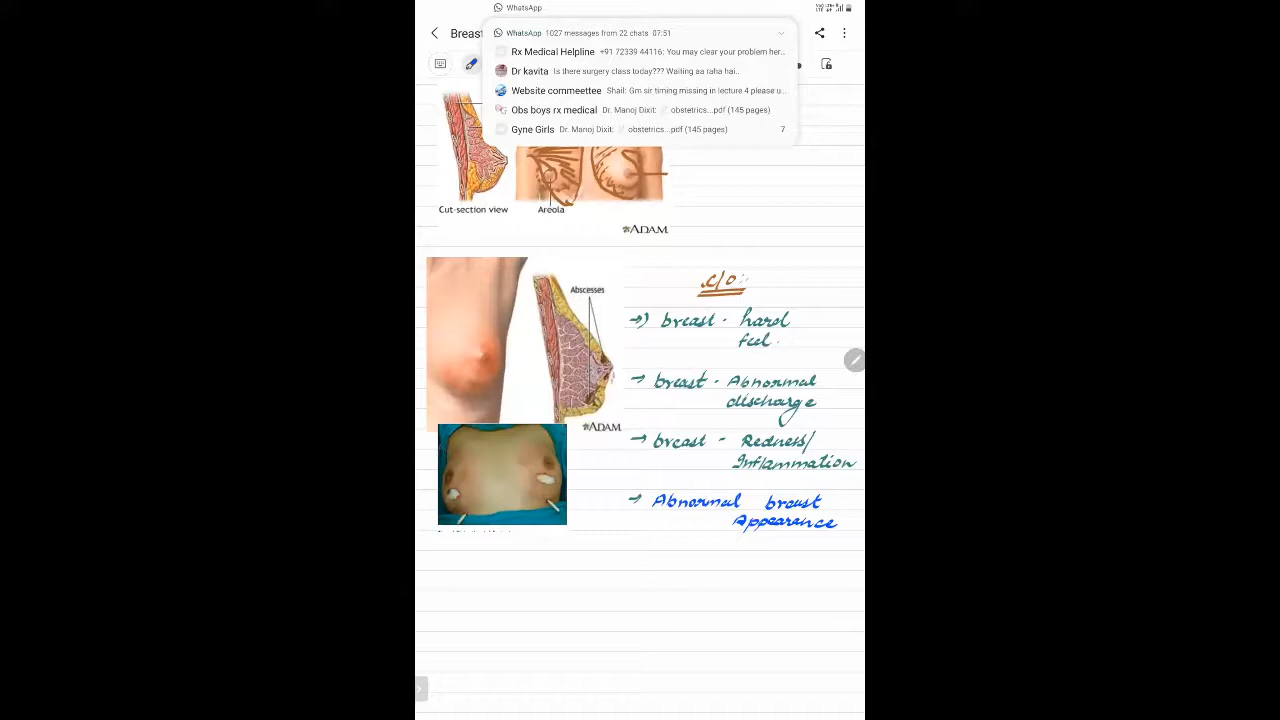 WhatsApp
Breast
WhatsApp 1027 messages from 22 chats 07:51
Rx Medical Helpline +91 72339 44116: You may clear your problem her..
Dr kavita Is there surgery class today??? Waiting aa raha hai..
Website commeettee Shail: Gm sir timing missing in lecture 4 please u...
Obs boys rx medical Dr. Manoj Dixit: obstetrics...pdf (145 pages)
Gyne Girls Dr. Manoj Dixit: obstetrics...pdf (145 pages) 7
Cut-section view
Areola
ADAM
Abscesses
ADAM
C/O:
→) breast - hard
feel.
→ breast - Abnormal
discharge
→ breast - Redness/
Inflammation
→ Abnormal breast
Appearence